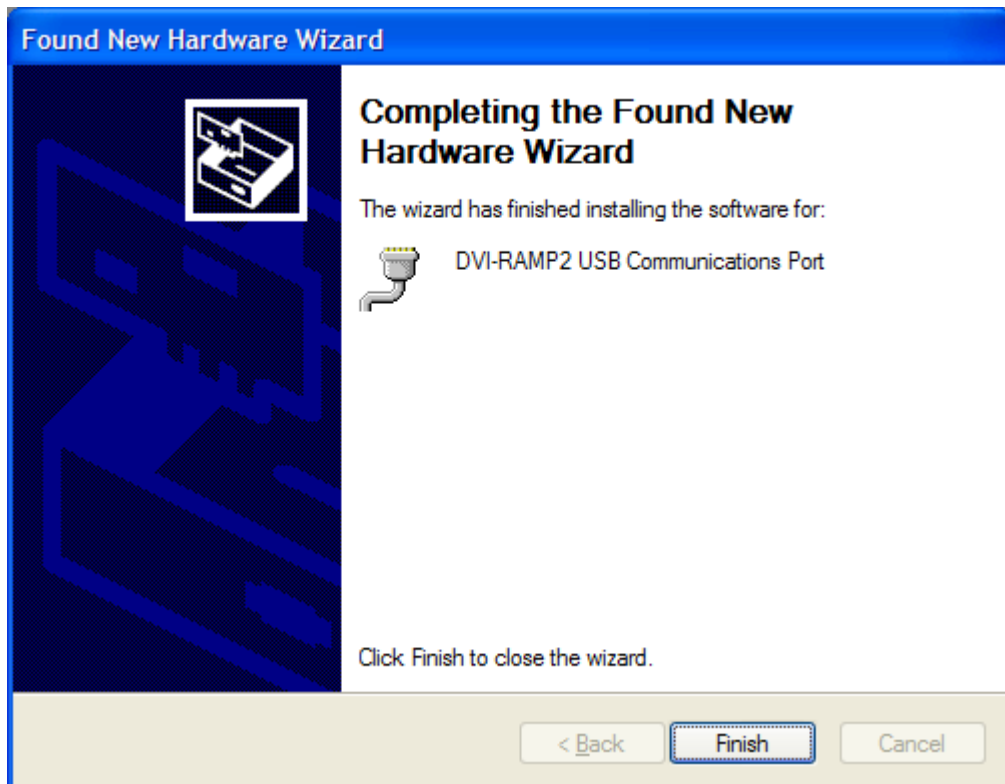 Found New Hardware Wizard
Completing the Found New
Hardware Wizard
The wizard has finished installing the software for:
DVI-RAMP2 USB Communications Port
Click Finish to close the wizard.
< Back
Finish
Cancel